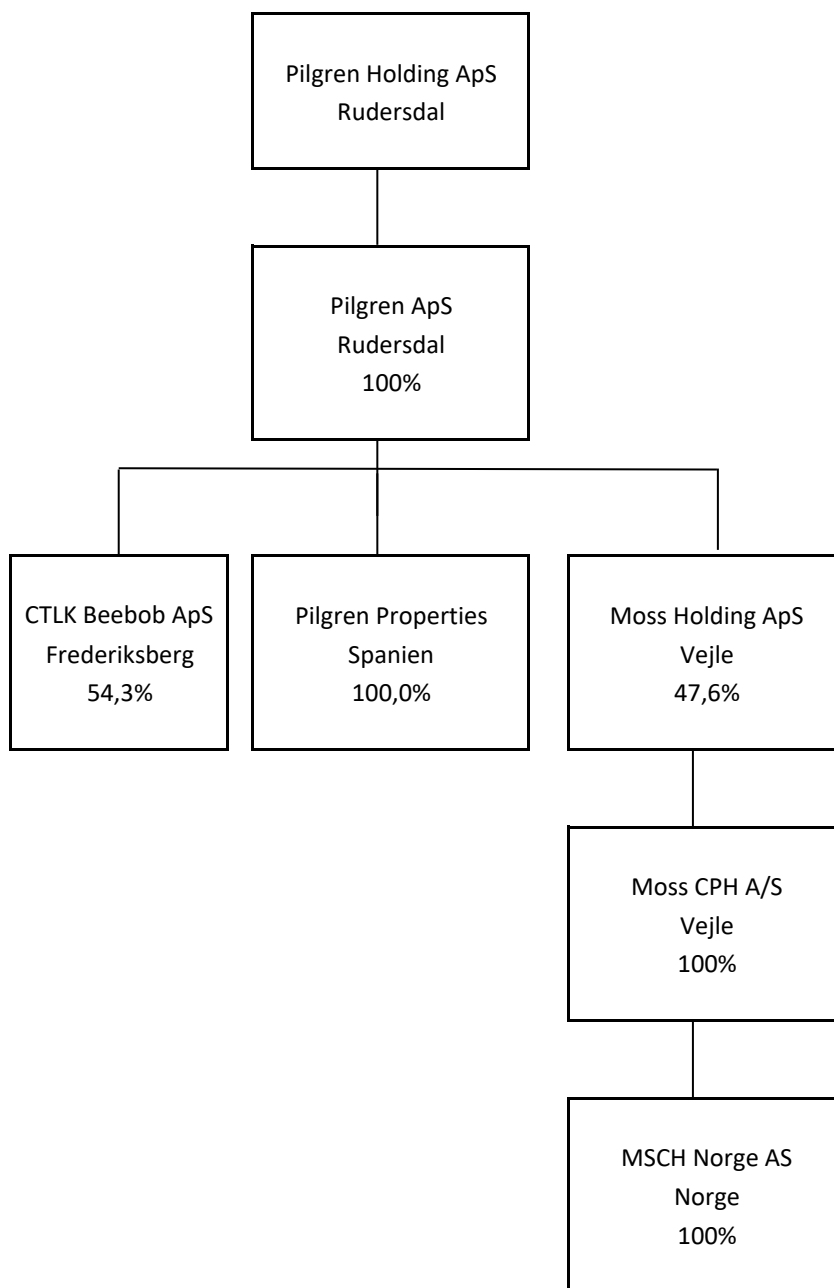 Pilgren Holding ApS
Rudersdal
Pilgren ApS
Rudersdal
100%
CTLK Beebob ApS
Frederiksberg
54,3%
Pilgren Properties
Spanien
100,0%
Moss Holding ApS
Vejle
47,6%
Moss CPH A/S
Vejle
100%
MSCH Norge AS
Norge
100%